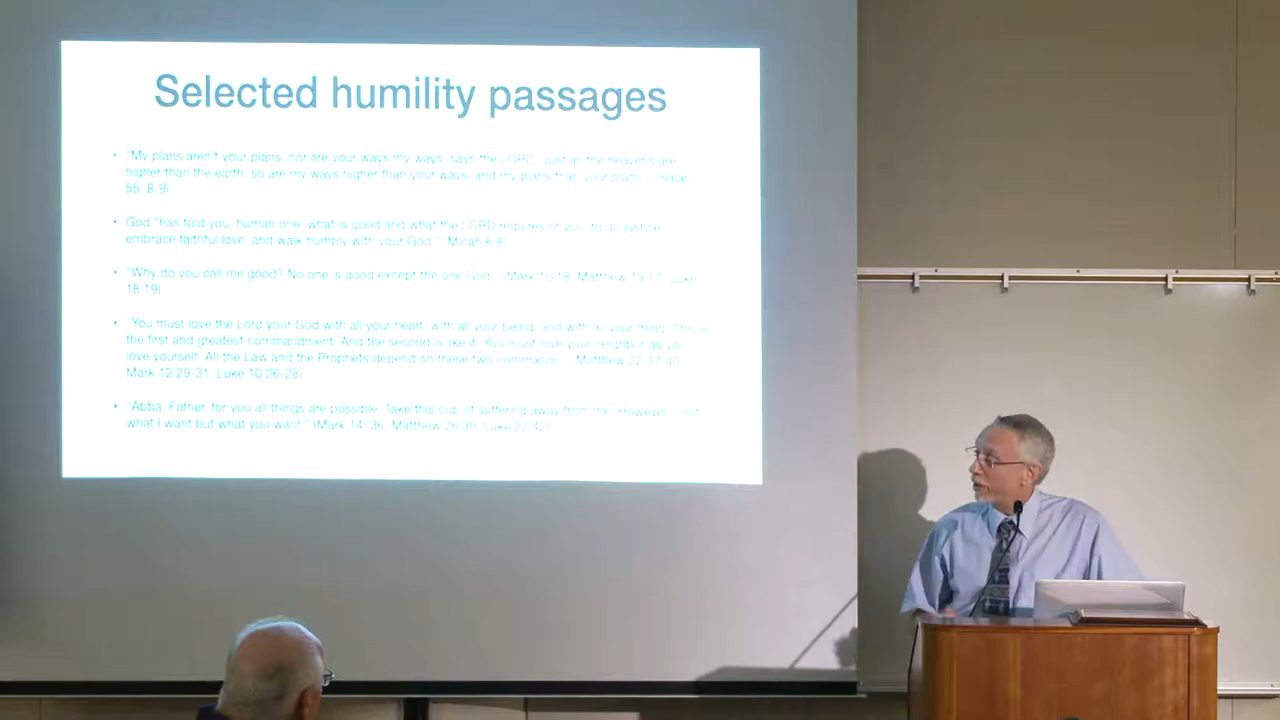 Selected humility passages
• "My plans aren't your plans, nor are your ways my ways, says the LORD. Just as the heavens are
higher than the earth, so are my ways higher than your ways, and my plans than your plans." (Isaiah
55: 8-9)
• God "has told you, human one, what is good and what the LORD requires of you: to do justice,
embrace faithful love, and walk humbly with your God." (Micah 6:8)
• "Why do you call me good? No one is good except the one God." (Mark 10:18, Matthew 19:17, Luke
18:19)
• "You must love the Lord your God with all your heart, with all your being, and with all your mind. This is
the first and greatest commandment. And the second is like it: You must love your neighbor as you
love yourself. All the Law and the Prophets depend on these two commands." Matthew 22:37-40,
Mark 12:29-31, Luke 10:26-28)
• "Abba, Father, for you all things are possible. Take this cup of suffering away from me. However, not
what I want but what you want." (Mark 14: 36, Matthew 26:39, Luke 22:42)